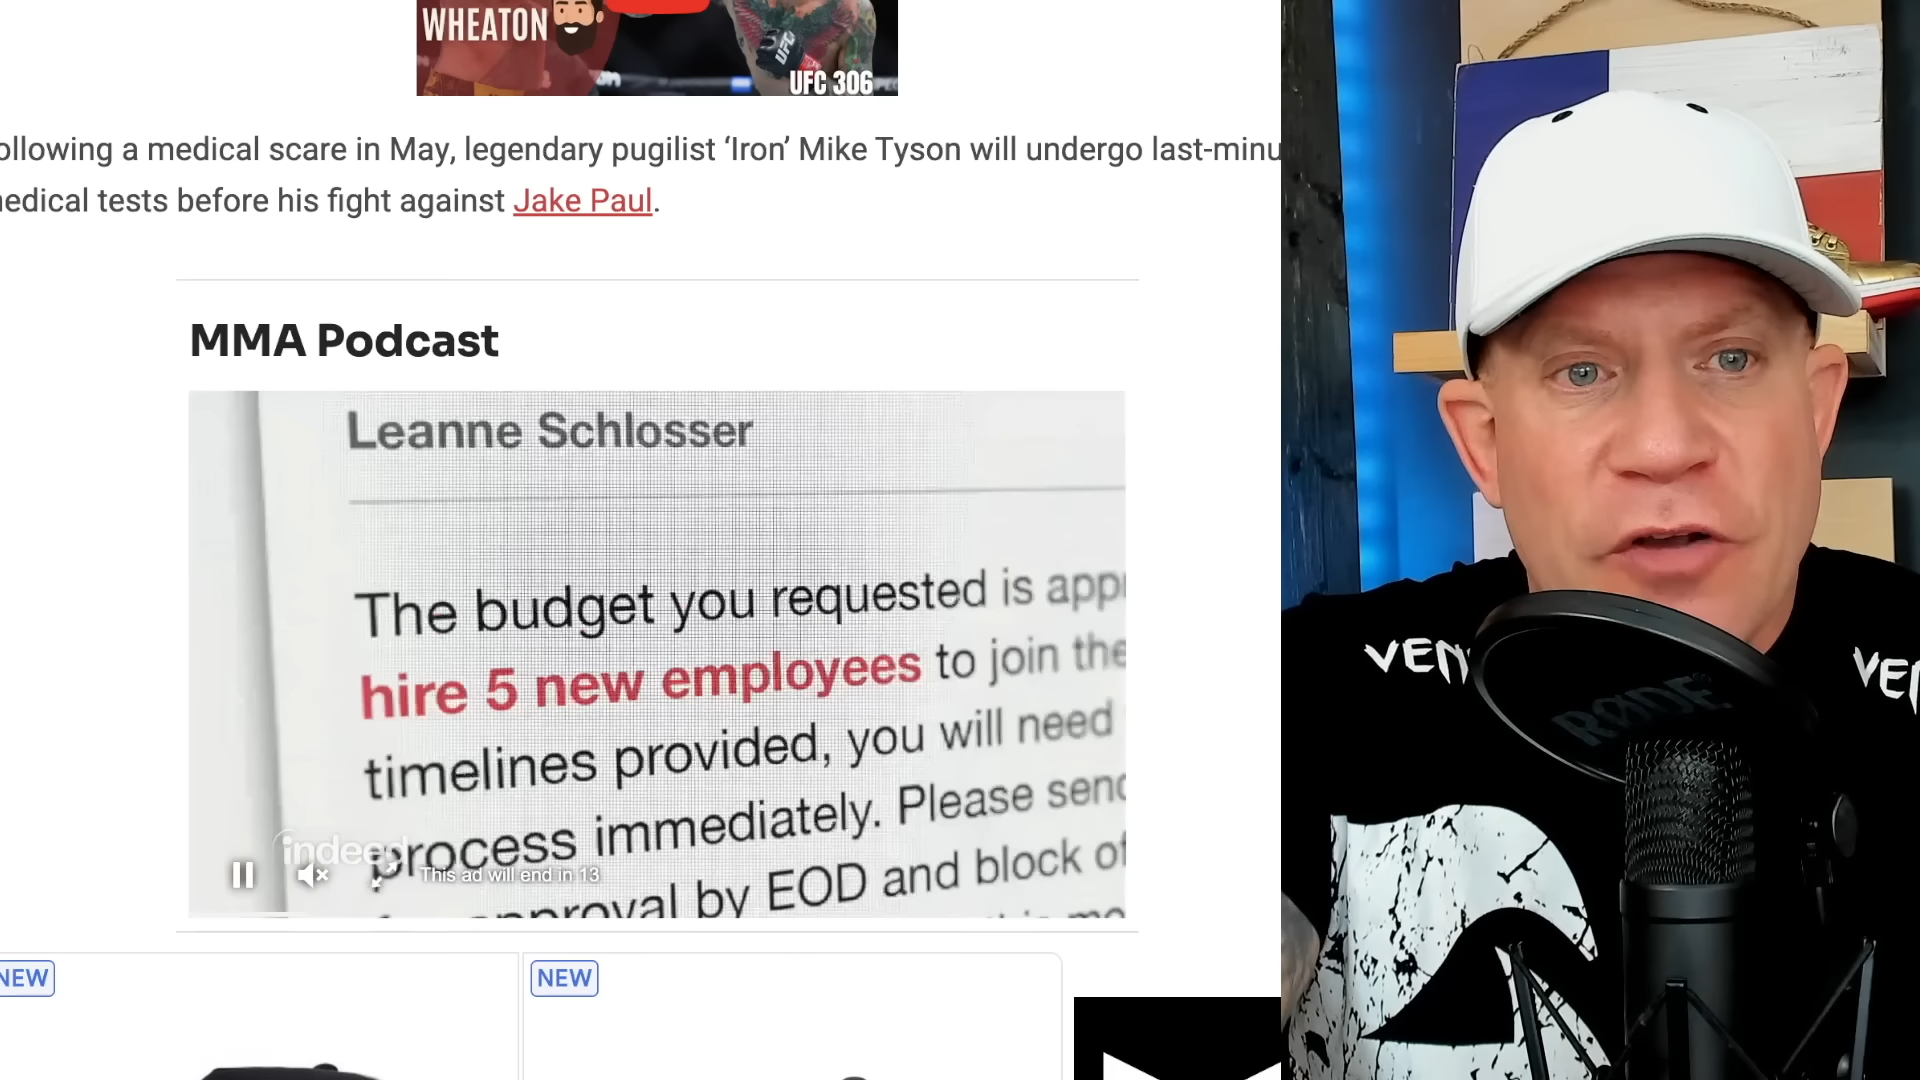 WHEATON
UFC
UFC 306
ollowing a medical scare in May, legendary pugilist ‘Iron’ Mike Tyson will undergo last-minu
edical tests before his fight against Jake Paul.
MMA Podcast
Leanne Schlosser
The budget you requested is app
hire 5 new employees to join the
timelines provided, you will need
process immediately. Please send
approval by EOD and block of
indeed
This ad will end in 13
NEW
NEW
VEN
VEN
RØDE